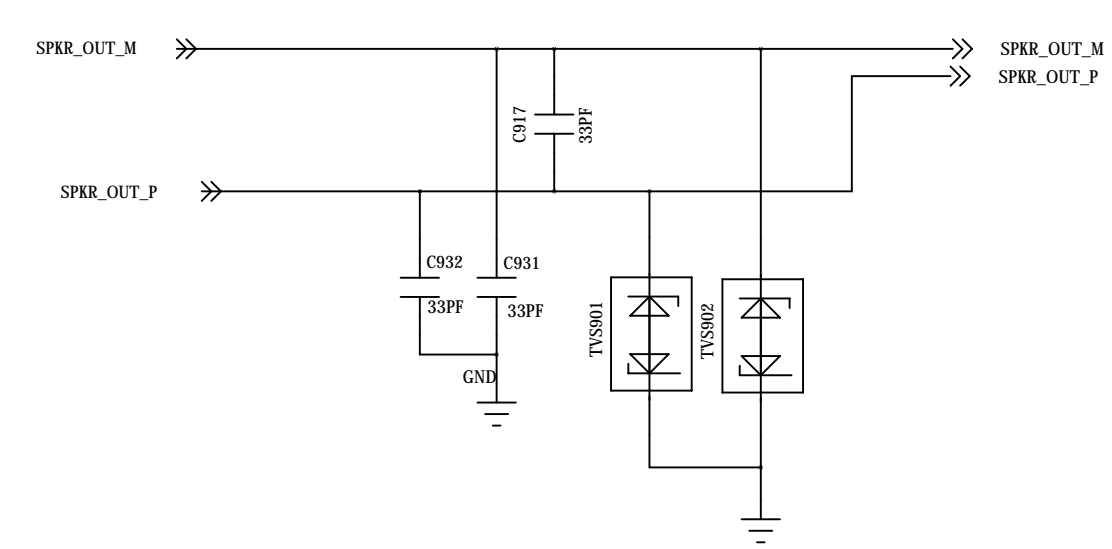 SPKR_OUT_M
SPKR_OUT_M
SPKR_OUT_P
C917
33PF
SPKR_OUT_P
C932
C931
33PF
33PF
TVS901
TVS902
GND